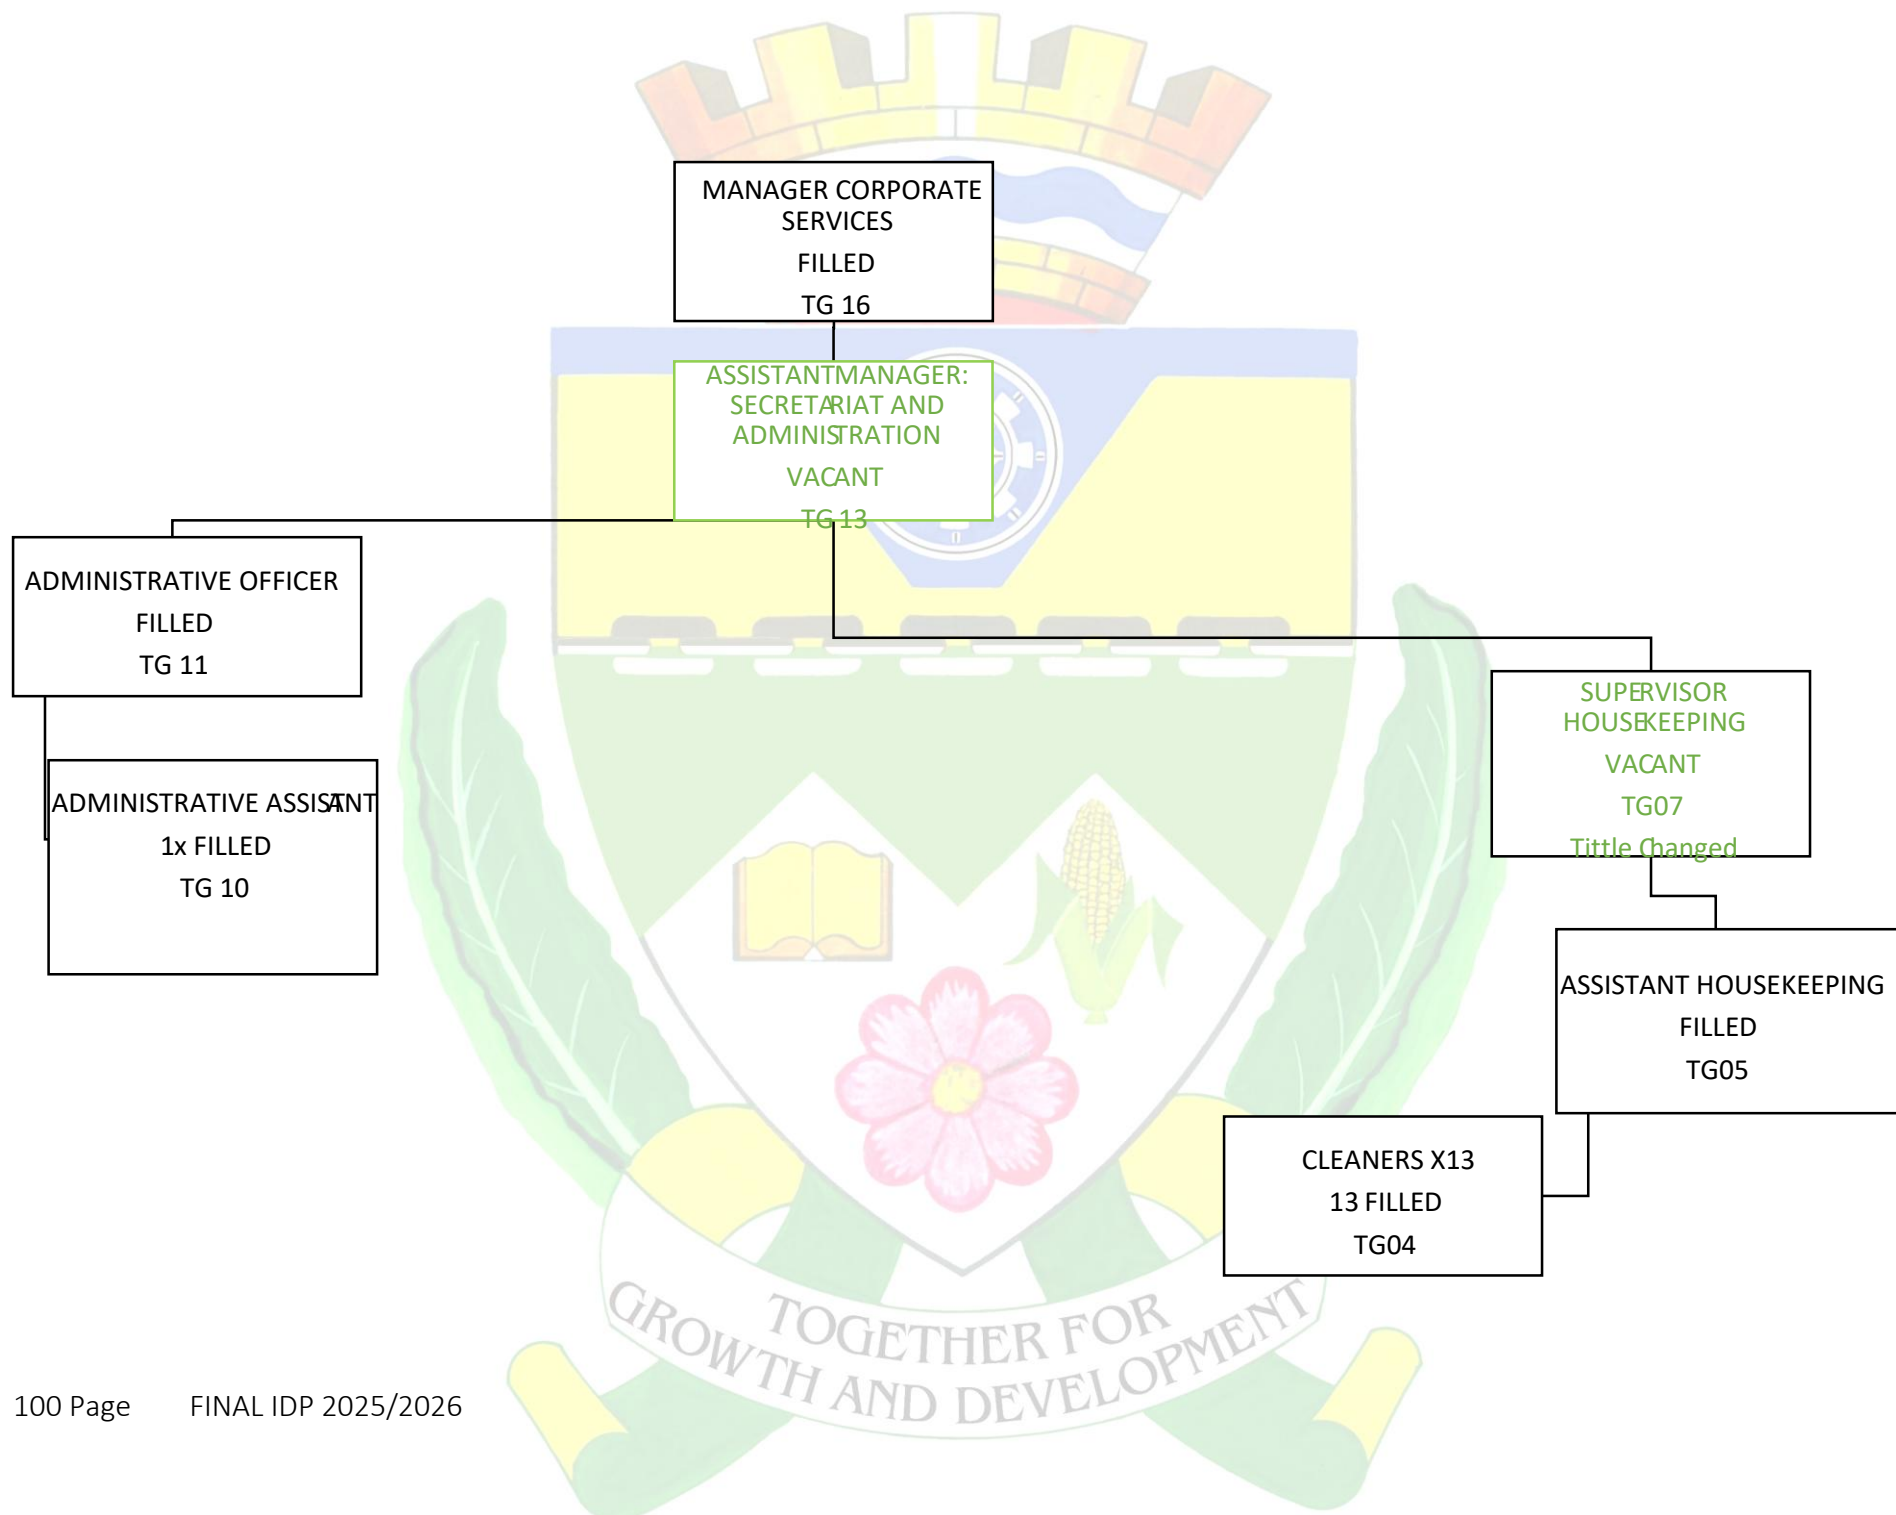 MANAGER CORPORATE
SERVICES
FILLED
TG 16
ASSISTANTMANAGER:
SECRETARIAT AND
ADMINISTRATION
VACANT
TG 13
ADMINISTRATIVE OFFICER
FILLED
TG 11
ADMINISTRATIVE ASSISTANT
1x FILLED
TG 10
SUPERVISOR
HOUSEKEEPING
VACANT
TG07
Tittle Changed
ASSISTANT HOUSEKEEPING
FILLED
TG05
CLEANERS X13
13 FILLED
TG04
TOGETHER FOR
GROWTH AND DEVELOPMENT
100 Page FINAL IDP 2025/2026